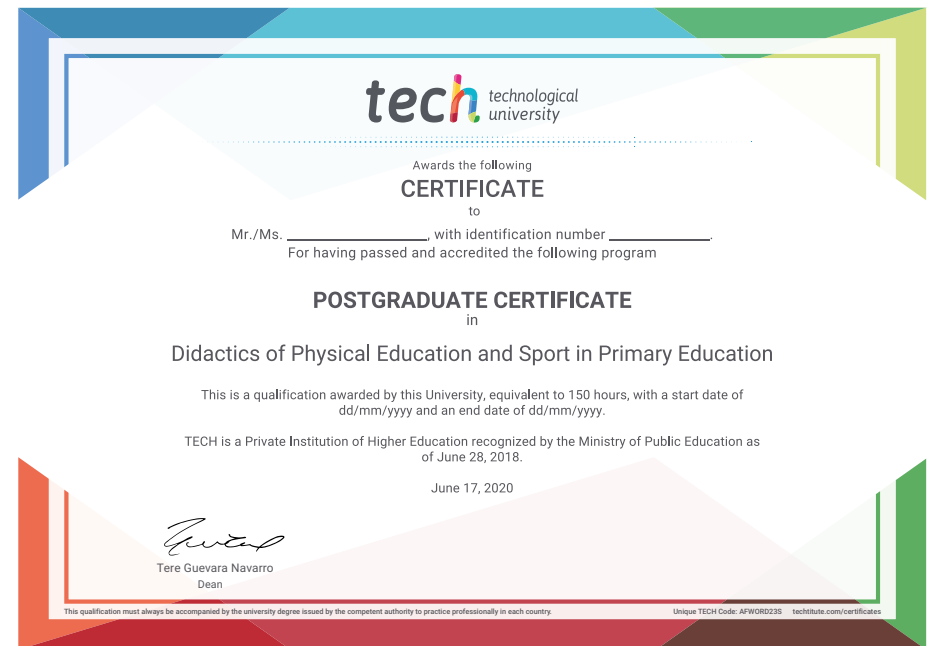 tech technological
university
Awards the following
CERTIFICATE
to
Mr./Ms. ____________________, with identification number ______________.
For having passed and accredited the following program
POSTGRADUATE CERTIFICATE
in
Didactics of Physical Education and Sport in Primary Education
This is a qualification awarded by this University, equivalent to 150 hours, with a start date of
dd/mm/yyyy and an end date of dd/mm/yyyy.
TECH is a Private Institution of Higher Education recognized by the Ministry of Public Education as
of June 28, 2018.
June 17, 2020
Tere Guevara Navarro
Dean
This qualification must always be accompanied by the university degree issued by the competent authority to practice professionally in each country.
Unique TECH Code: AFWORD23S techtitute.com/certificates